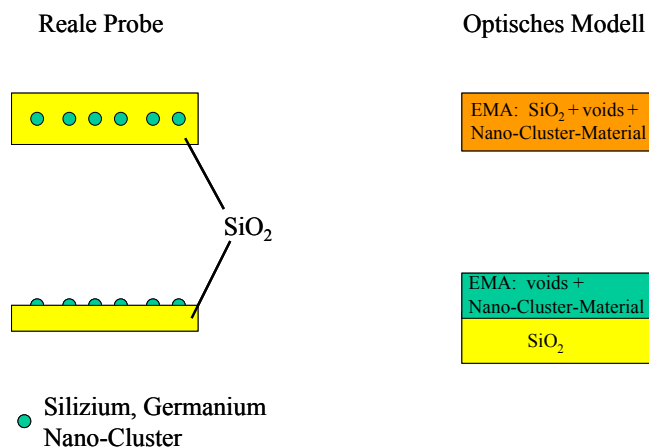 Reale Probe
Optisches Modell
EMA: SiO₂ + voids +
Nano-Cluster-Material
SiO₂
EMA: voids +
Nano-Cluster-Material
SiO₂
Silizium, Germanium
Nano-Cluster